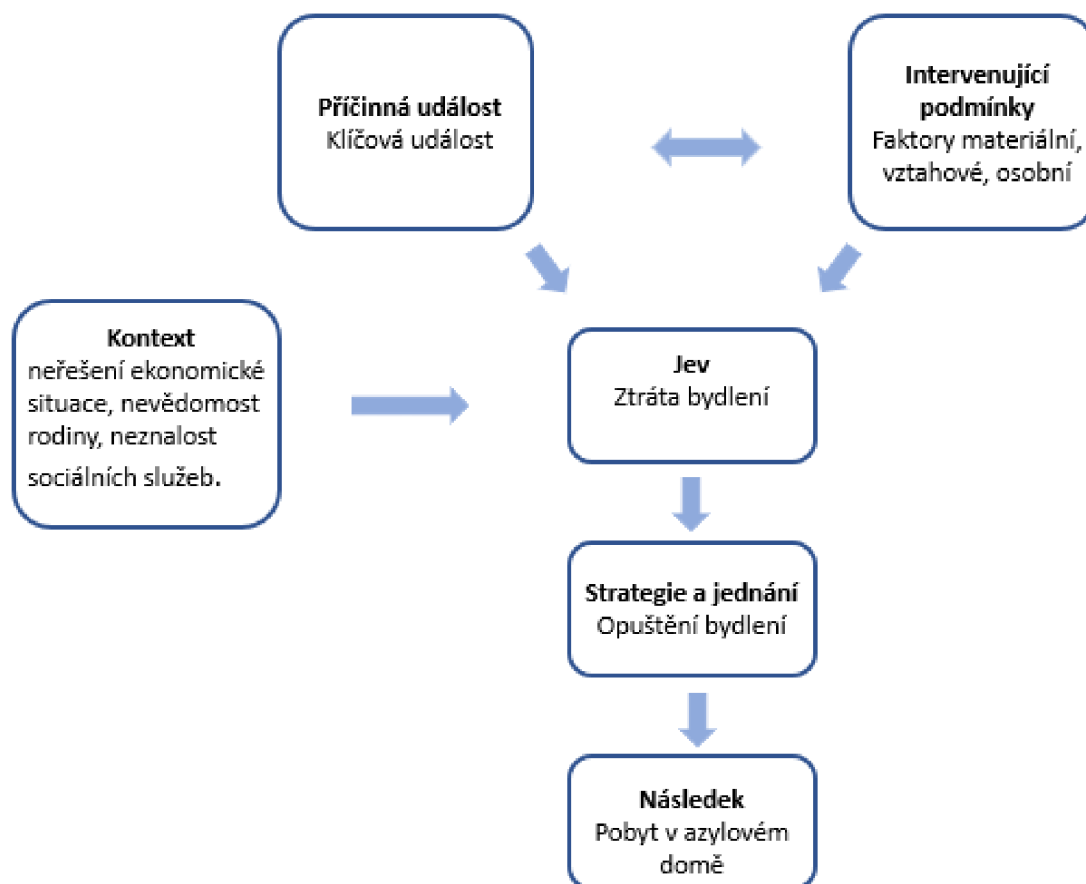 Příčinná událost
Klíčová událost
Intervenující
podmínky
Faktory materiální,
vztahové, osobní
Kontext
neřešení ekonomické
situace, nevědomost
rodiny, neznalost
sociálních služeb.
Jev
Ztráta bydlení
Strategie a jednání
Opuštění bydlení
Následek
Pobyt v azylovém
domě